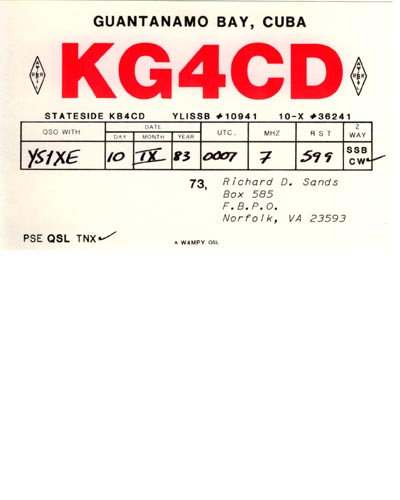 GUANTANAMO BAY, CUBA
KG4CD
STATESIDE KB4CD YLISSB #10941 10-X #36241
QSO WITH DATE DAY MONTH YEAR UTC. MHZ R S T 2 WAY
YS1XE 10 IX 83 0007 7 599 SSB CW✓
73, Richard D. Sands
Box 585
F.B.P.O.
Norfolk, VA 23593
PSE QSL TNX✓
W4MPY QSL